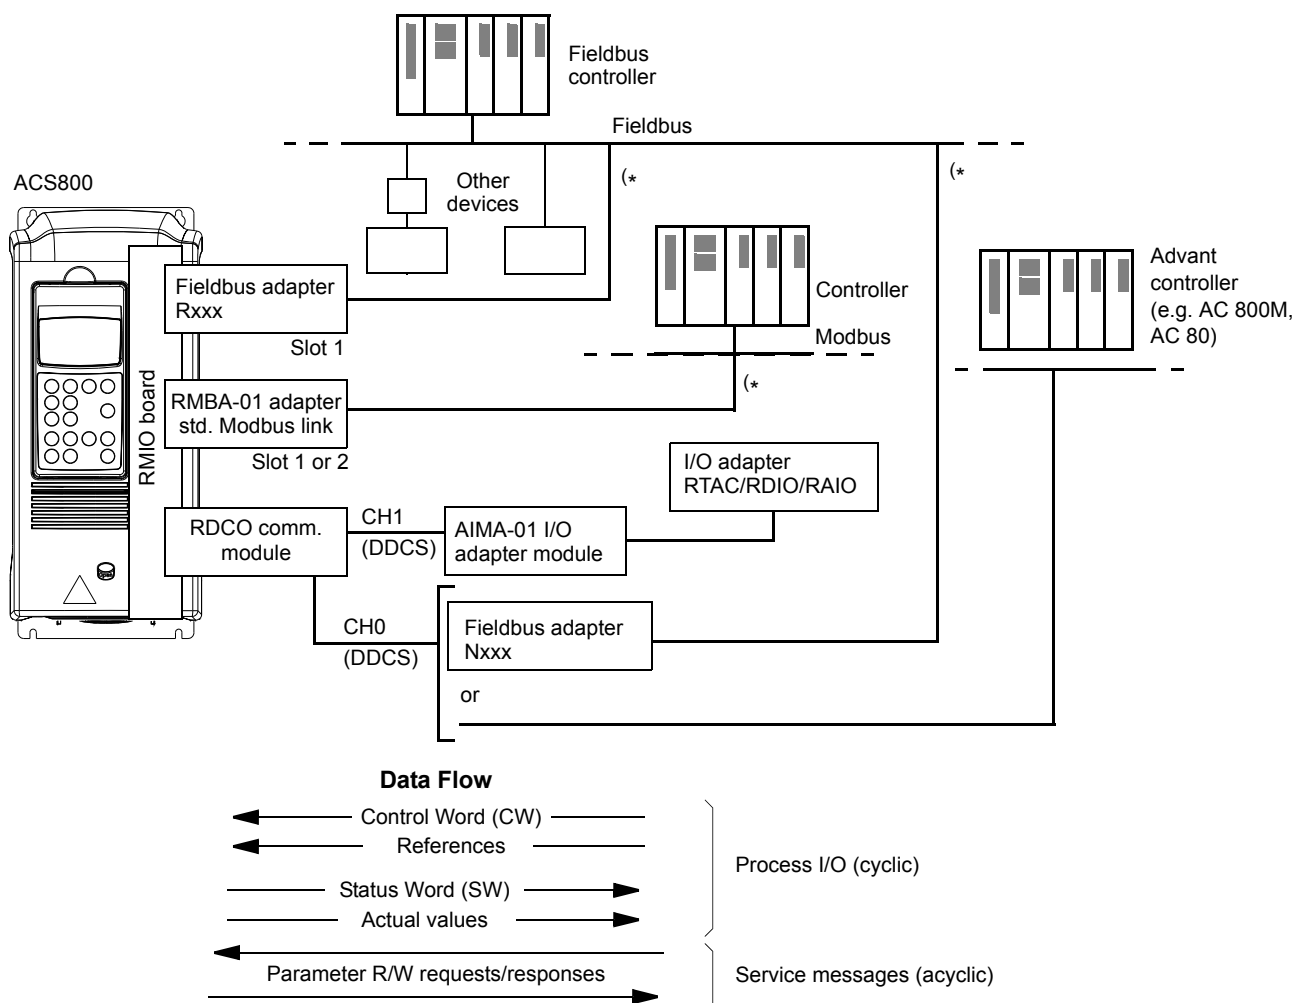 Fieldbus
controller
Fieldbus
(*
(*
ACS800
Other
devices
Fieldbus adapter
Rxxx
Slot 1
Controller
Modbus
(*
Advant
controller
(e.g. AC 800M,
AC 80)
RMIO board
RMBA-01 adapter
std. Modbus link
Slot 1 or 2
I/O adapter
RTAC/RDIO/RAIO
RDCO comm.
module
CH1
(DDCS)
AIMA-01 I/O
adapter module
CH0
(DDCS)
Fieldbus adapter
Nxxx
or
Data Flow
Control Word (CW)
References
Status Word (SW)
Actual values
Process I/O (cyclic)
Parameter R/W requests/responses
Service messages (acyclic)